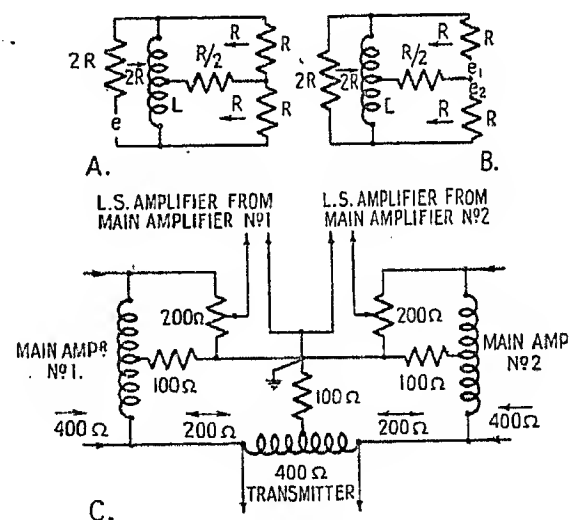 2R
2R
e
L
R/2
R
R
R
R
A.
2R
2R
L
R/2
R
R
e1
e2
R
R
B.
L.S. AMPLIFIER FROM
MAIN AMPLIFIER Nº1
L.S. AMPLIFIER FROM
MAIN AMPLIFIER Nº2
200Ω
200Ω
MAIN AMPR
Nº1.
100Ω
100Ω
MAIN AMP
Nº2
100Ω
400Ω
200Ω
200Ω
400Ω
400Ω
TRANSMITTER
C.